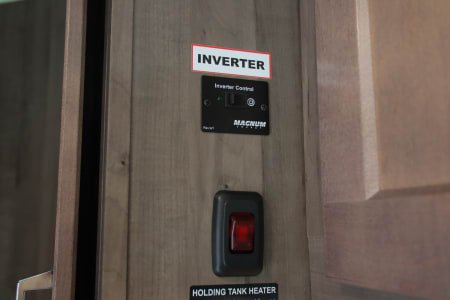 INVERTER
Inverter Control
MAGNUM
HOLDING TANK HEATER